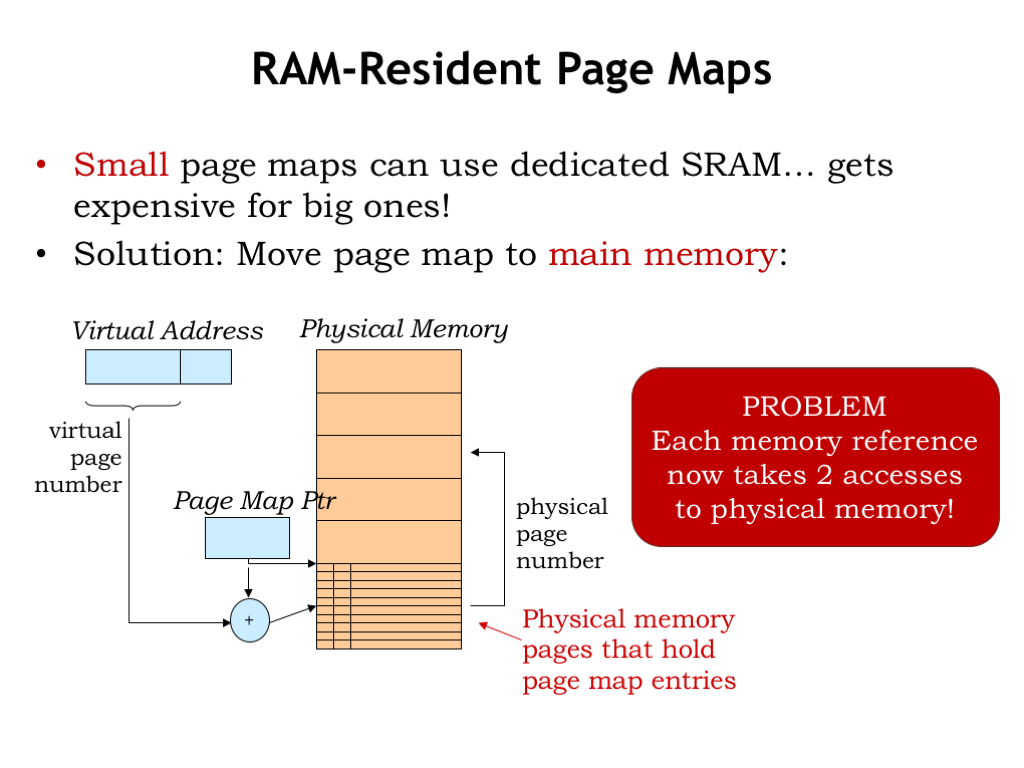 RAM-Resident Page Maps
• Small page maps can use dedicated SRAM… gets
expensive for big ones!
• Solution: Move page map to main memory:
Virtual Address
Physical Memory
virtual
page
number
Page Map Ptr
+
physical
page
number
Physical memory
pages that hold
page map entries
PROBLEM
Each memory reference
now takes 2 accesses
to physical memory!